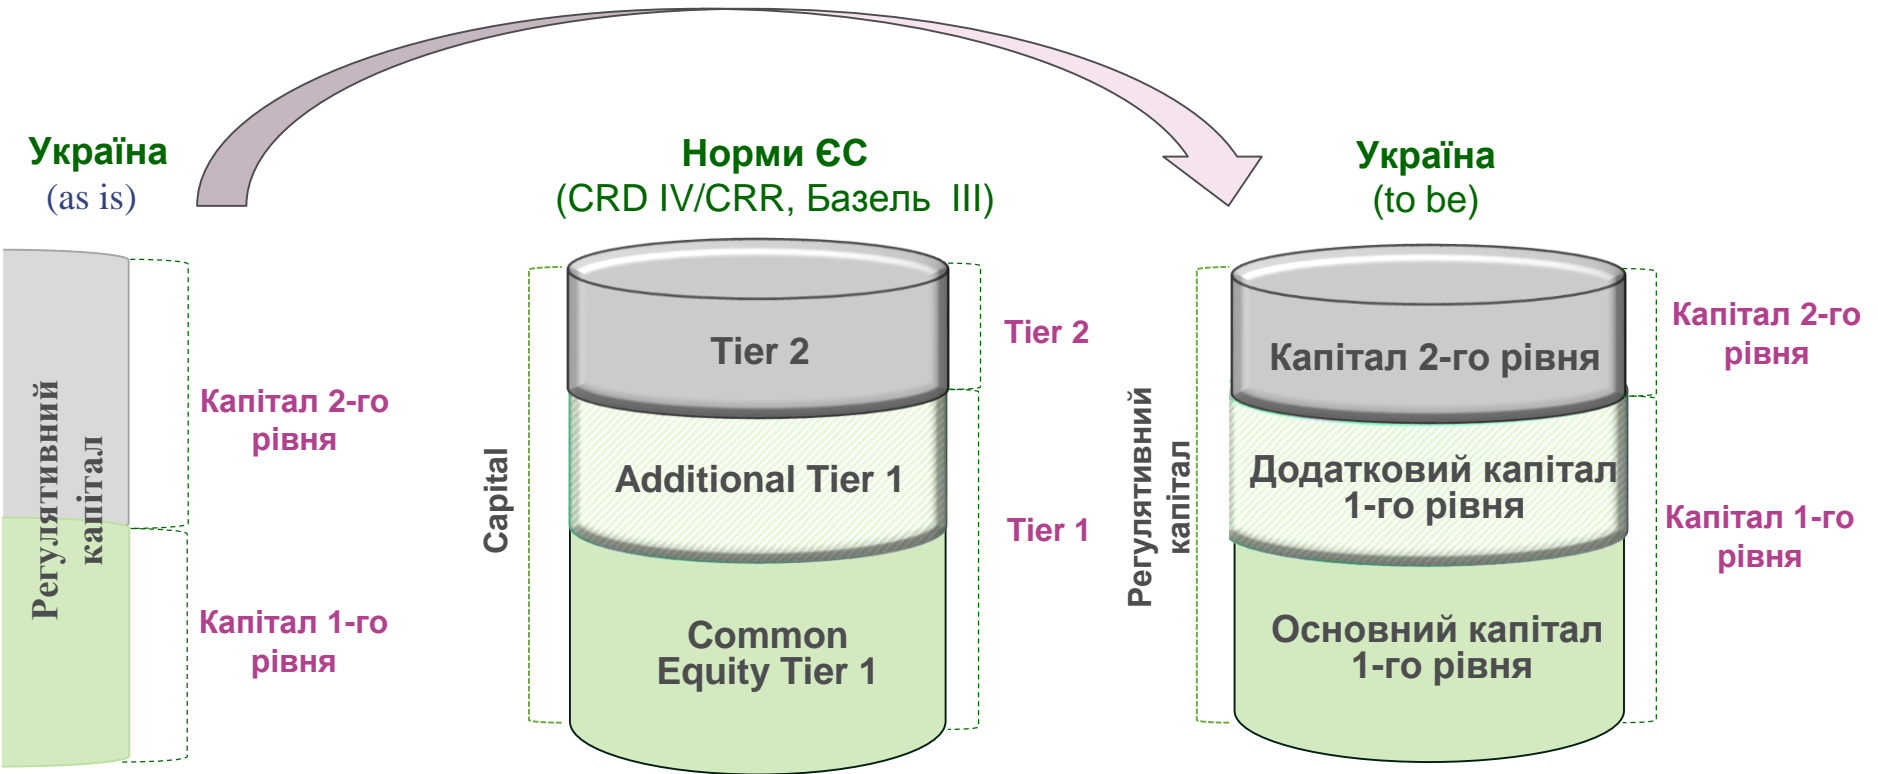 Україна
(as is)
Регулятивний
капітал
Капітал 2-го
рівня
Капітал 1-го
рівня
Норми ЄС
(CRD IV/CRR, Базель III)
Capital
Tier 2
Additional Tier 1
Common
Equity Tier 1
Tier 2
Tier 1
Україна
(to be)
Регулятивний
капітал
Капітал 2-го рівня
Додатковий капітал
1-го рівня
Основний капітал
1-го рівня
Капітал 2-го
рівня
Капітал 1-го
рівня